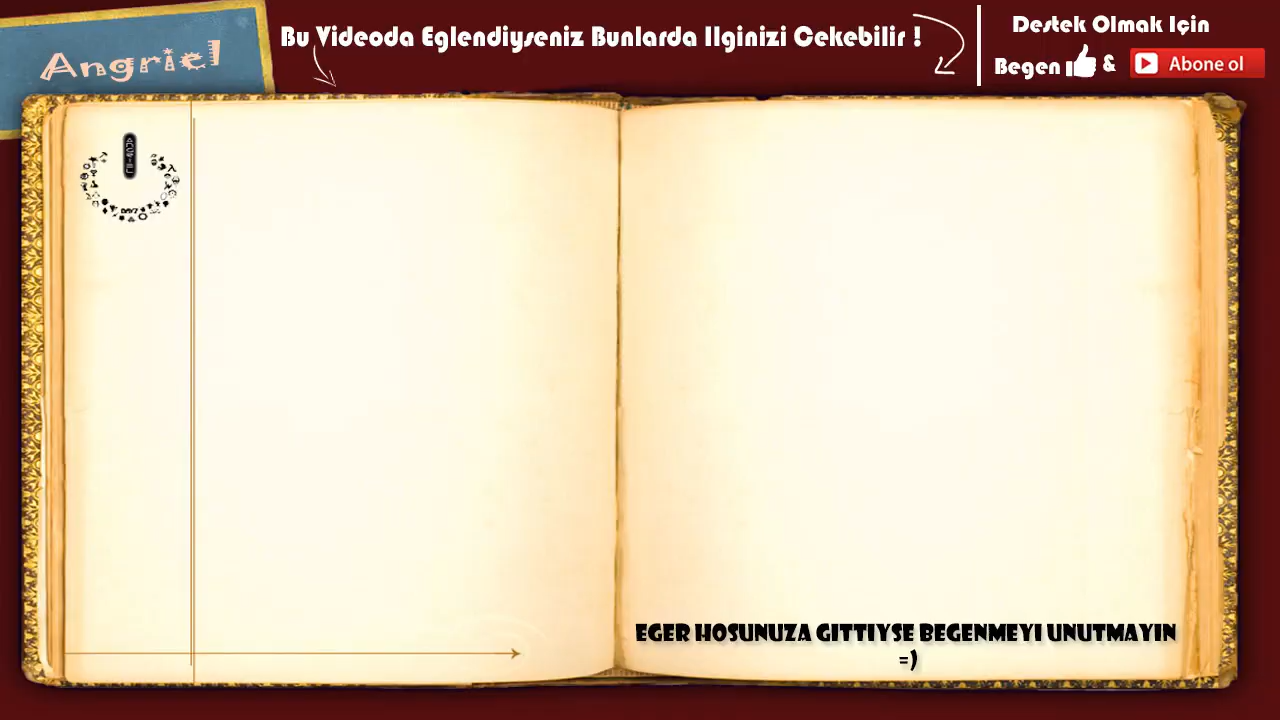 Angriel
Bu Videoda Eglendiyseniz Bunlarda Ilginizi Cekebilir !
Destek Olmak Için
Begen &
Abone ol
EGER HOSUNUZA GITTIYSE BEGENMEYI UNUTMAYIN
=)